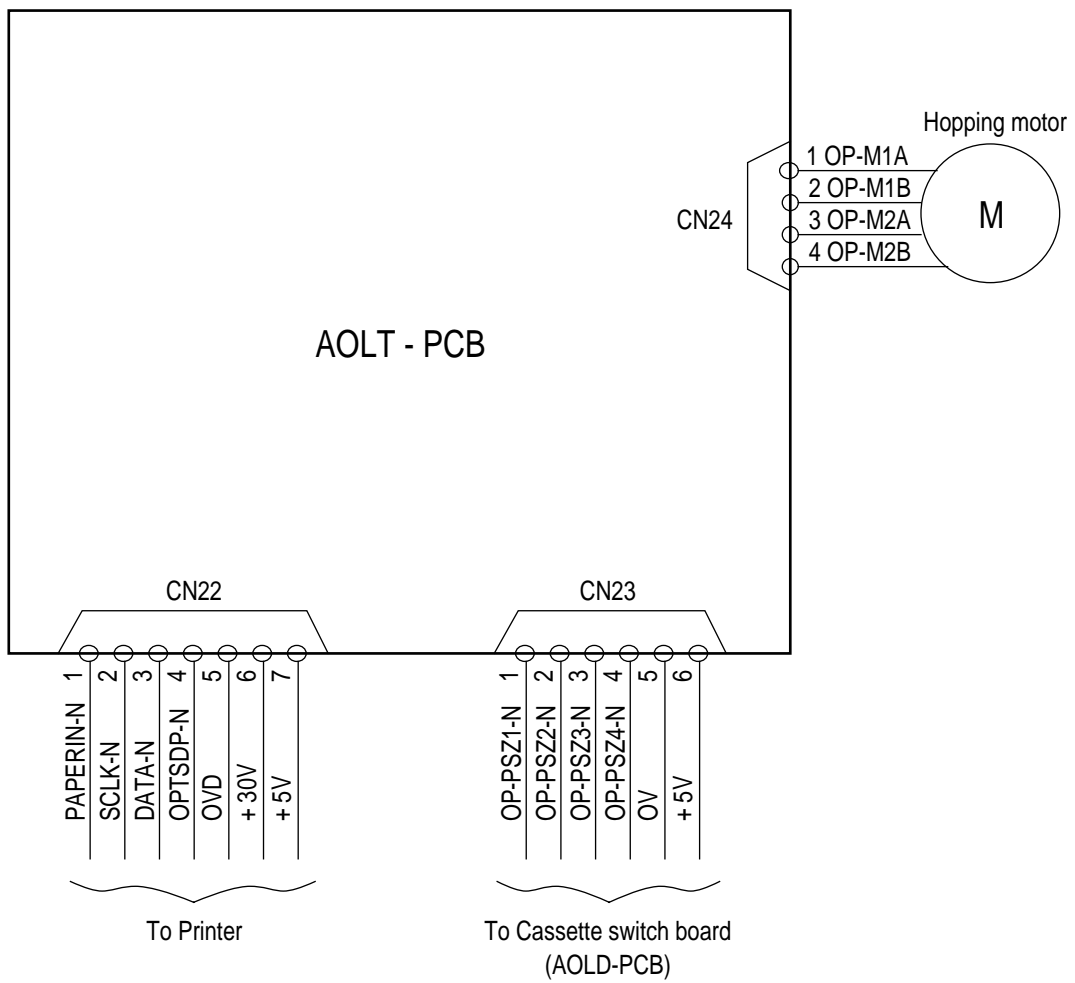 Hopping motor
1 OP-M1A
2 OP-M1B
3 OP-M2A
4 OP-M2B
M
CN24
AOLT - PCB
CN22
1 PAPERIN-N
2 SCLK-N
3 DATA-N
4 OPTSDP-N
5 OVD
6 +30V
7 +5V
To Printer
CN23
1 OP-PSZ1-N
2 OP-PSZ2-N
3 OP-PSZ3-N
4 OP-PSZ4-N
5 OV
6 +5V
To Cassette switch board
(AOLD-PCB)